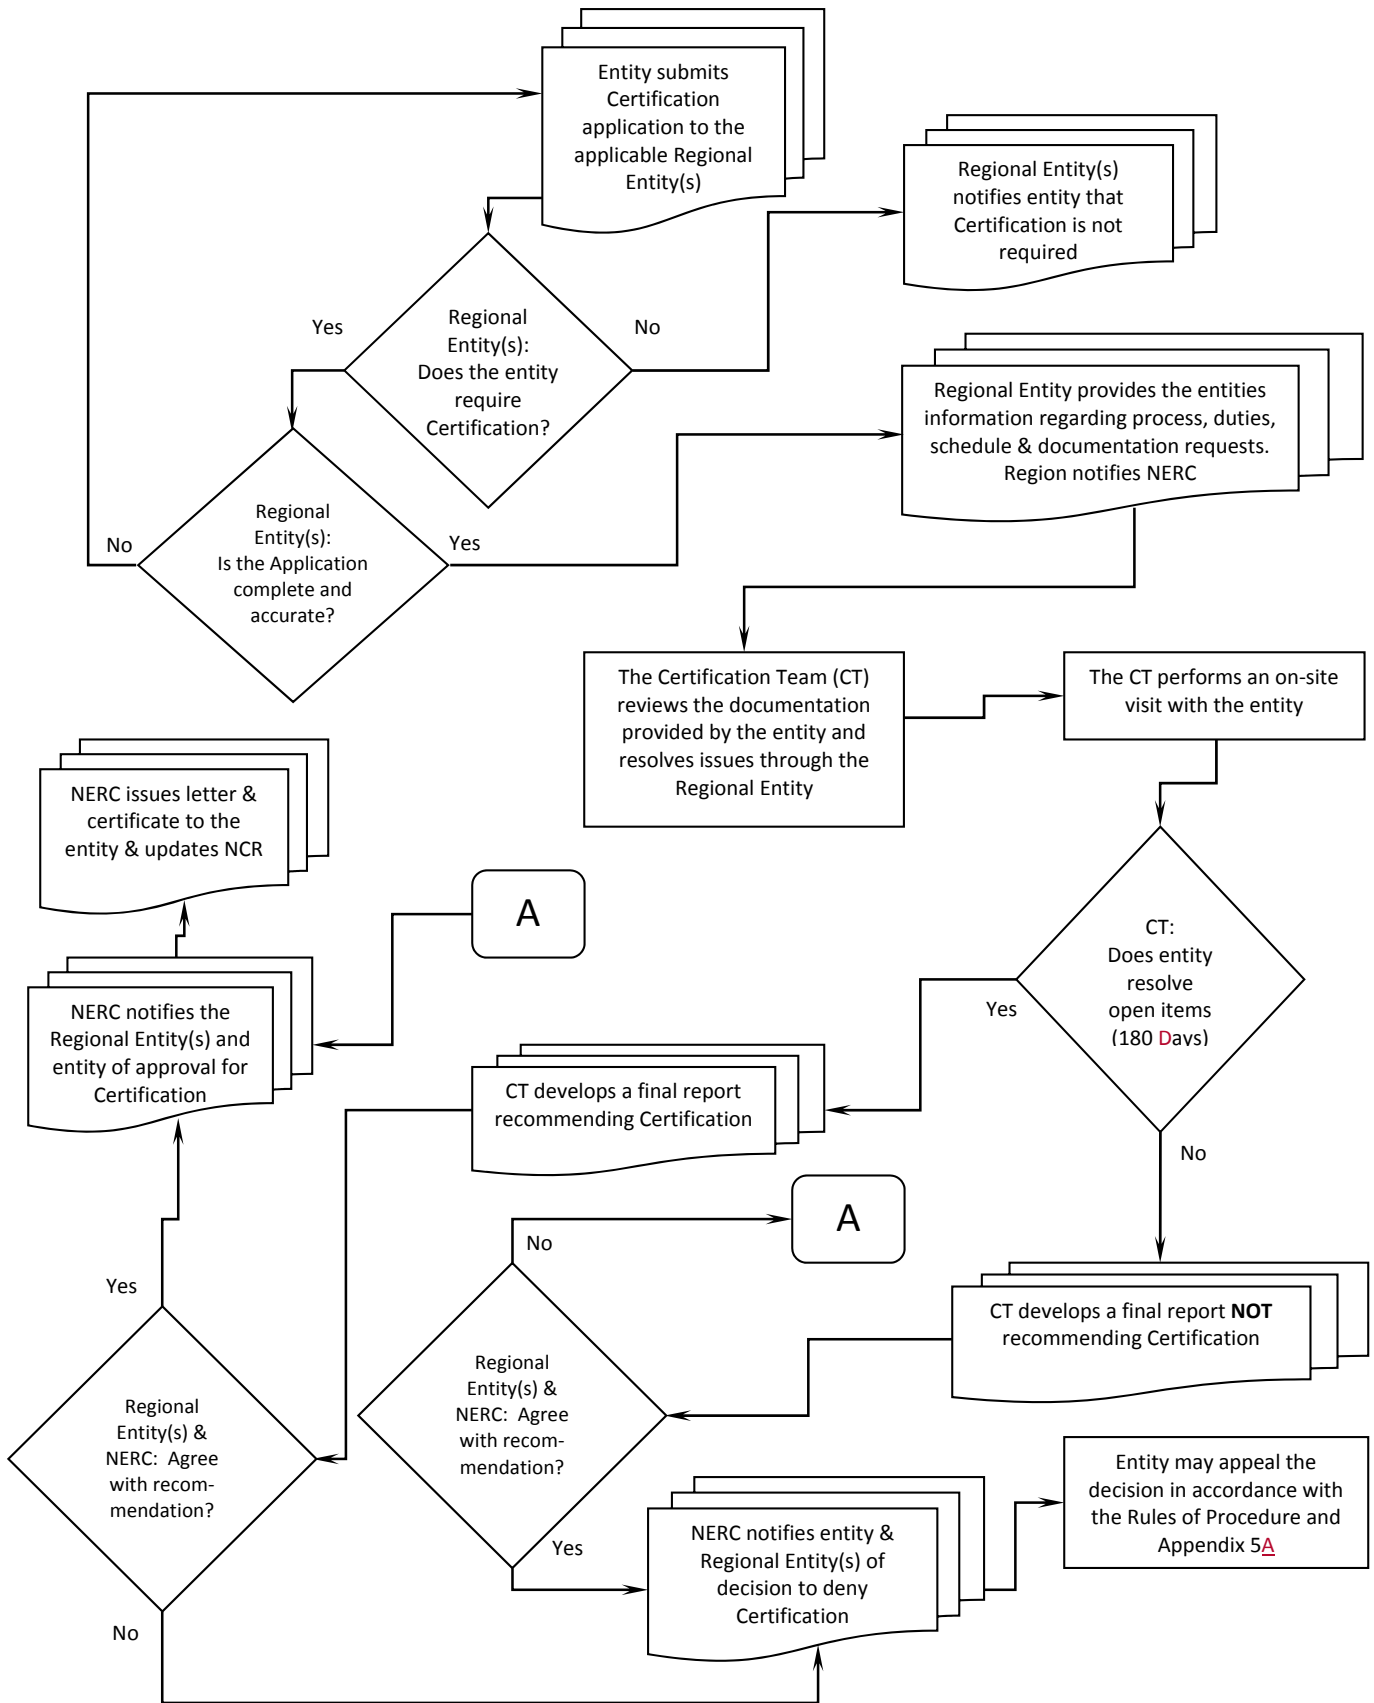 Entity submits
Certification
application to the
applicable Regional
Entity(s)
Regional Entity(s)
notifies entity that
Certification is not
required
Yes
Regional
Entity(s):
Does the entity
require
Certification?
No
Regional Entity provides the entities
information regarding process, duties,
schedule & documentation requests.
Region notifies NERC
No
Regional
Entity(s):
Is the Application
complete and
accurate?
Yes
The Certification Team (CT)
reviews the documentation
provided by the entity and
resolves issues through the
Regional Entity
The CT performs an on-site
visit with the entity
NERC issues letter &
certificate to the
entity & updates NCR
A
CT:
Does entity
resolve
open items
(180 Days)
Yes
No
NERC notifies the
Regional Entity(s) and
entity of approval for
Certification
CT develops a final report
recommending Certification
A
No
CT develops a final report NOT
recommending Certification
Yes
Regional
Entity(s) &
NERC:  Agree
with recom-
mendation?
Regional
Entity(s) &
NERC:  Agree
with recom-
mendation?
Yes
No
NERC notifies entity &
Regional Entity(s) of
decision to deny
Certification
Entity may appeal the
decision in accordance with
the Rules of Procedure and
Appendix 5A